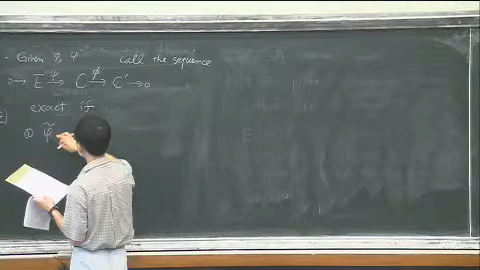 - Given φ, ψ call the sequence
0→ E ψ→ C φ→ C' →0
exact if
① φ̃